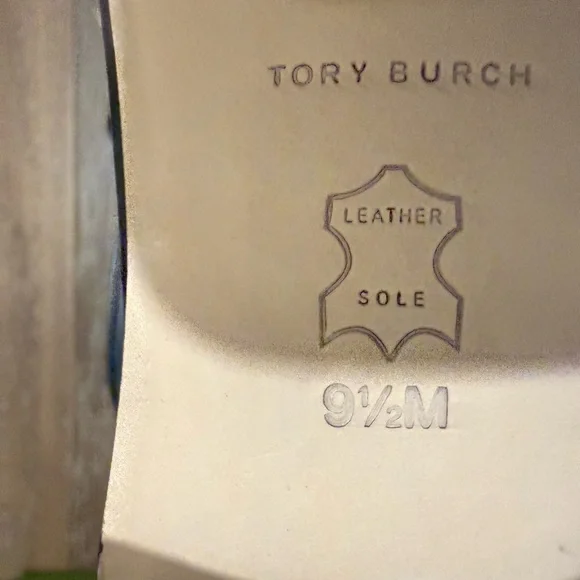 TORY BURCH
LEATHER
SOLE
9½M